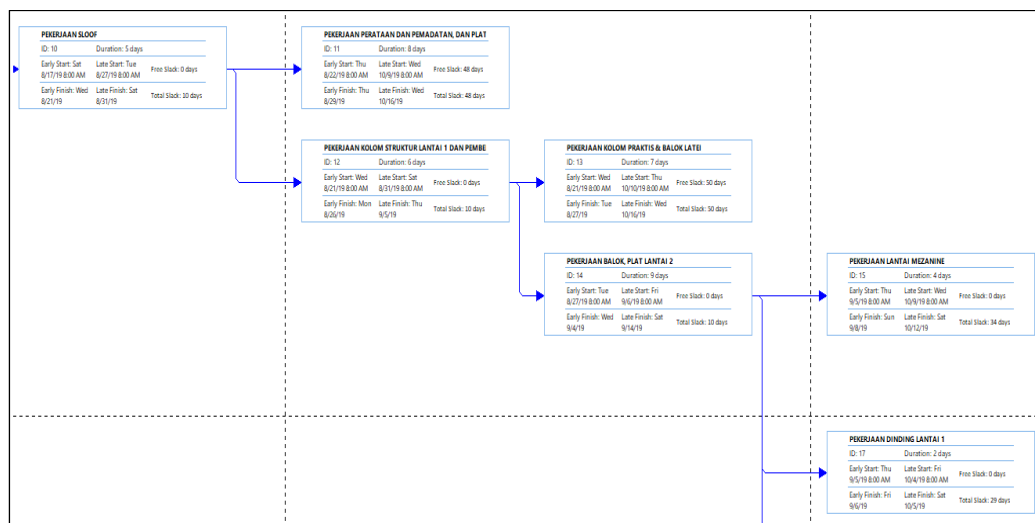 PEKERJAAN SLOOF
ID: 10 Duration: 5 days
Early Start: Sat Late Start: Tue
8/17/19 8:00 AM 8/27/19 8:00 AM Free Slack: 0 days
Early Finish: Wed Late Finish: Sat
8/21/19 8/31/19 Total Slack: 10 days
PEKERJAAN PERATAAN DAN PEMADATAN, DAN PLAT
ID: 11 Duration: 8 days
Early Start: Thu Late Start: Wed
8/22/19 8:00 AM 10/9/19 8:00 AM Free Slack: 48 days
Early Finish: Thu Late Finish: Wed
8/29/19 10/16/19 Total Slack: 48 days
PEKERJAAN KOLOM STRUKTUR LANTAI 1 DAN PEMBE
ID: 12 Duration: 6 days
Early Start: Wed Late Start: Sat
8/21/19 8:00 AM 8/31/19 8:00 AM Free Slack: 0 days
Early Finish: Mon Late Finish: Thu
8/26/19 9/5/19 Total Slack: 10 days
PEKERJAAN KOLOM PRAKTIS & BALOK LATEI
ID: 13 Duration: 7 days
Early Start: Wed Late Start: Thu
8/21/19 8:00 AM 10/10/19 8:00 AM Free Slack: 50 days
Early Finish: Tue Late Finish: Wed
8/27/19 10/16/19 Total Slack: 50 days
PEKERJAAN BALOK, PLAT LANTAI 2
ID: 14 Duration: 9 days
Early Start: Tue Late Start: Fri
8/27/19 8:00 AM 9/6/19 8:00 AM Free Slack: 0 days
Early Finish: Wed Late Finish: Sat
9/4/19 9/14/19 Total Slack: 10 days
PEKERJAAN LANTAI MEZANINE
ID: 15 Duration: 4 days
Early Start: Thu Late Start: Wed
9/5/19 8:00 AM 10/9/19 8:00 AM Free Slack: 0 days
Early Finish: Sun Late Finish: Sat
9/8/19 10/12/19 Total Slack: 34 days
PEKERJAAN DINDING LANTAI 1
ID: 17 Duration: 2 days
Early Start: Thu Late Start: Fri
9/5/19 8:00 AM 10/4/19 8:00 AM Free Slack: 0 days
Early Finish: Fri Late Finish: Sat
9/6/19 10/5/19 Total Slack: 29 days